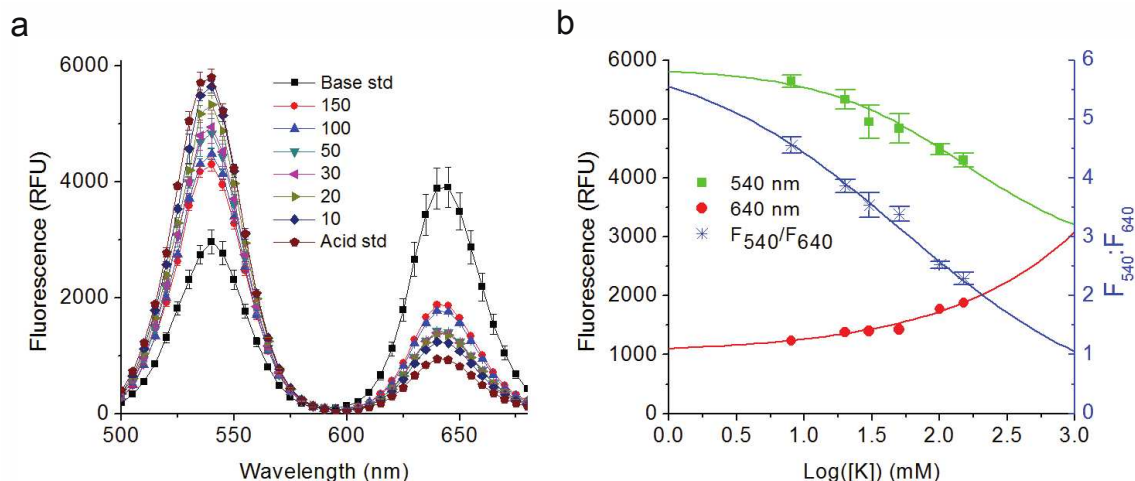 a
Fluorescence (RFU)
6000
4000
2000
0
500
550
600
650
Wavelength (nm)
Base std
150
100
50
30
20
10
Acid std
b
Fluorescence (RFU)
6000
5000
4000
3000
2000
1000
0
0.0
0.5
1.0
1.5
2.0
2.5
3.0
Log([K]) (mM)
540 nm
640 nm
F540/F640
6
5
4
3
2
1
0
F540:F640